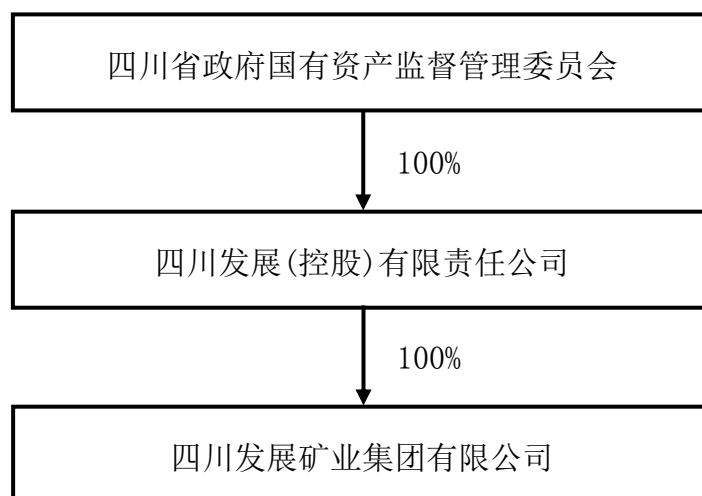 四川省政府国有资产监督管理委员会
100%
四川发展(控股)有限责任公司
100%
四川发展矿业集团有限公司